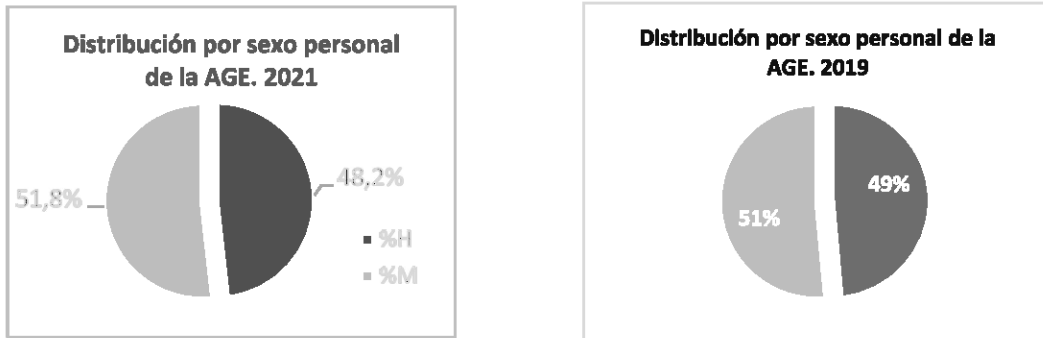 Distribución por sexo personal
de la AGE. 2021
51,8%
48,2%
%H
%M
Distribución por sexo personal de la
AGE. 2019
49%
51%